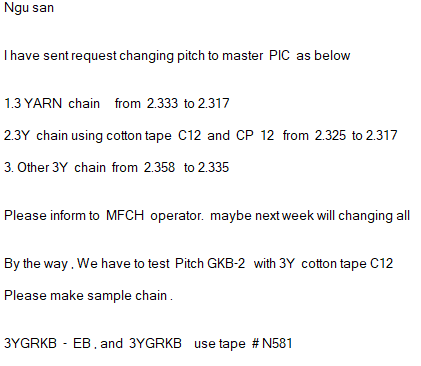 Ngu san
I have sent request changing pitch to master PIC as below
1.3 YARN chain from 2.333 to 2.317
2.3Y chain using cotton tape C12 and CP 12 from 2.325 to 2.317
3. Other 3Y chain from 2.358 to 2.335
Please inform to MFCH operator. maybe next week will changing all
By the way , We have to test Pitch GKB-2 with 3Y cotton tape C12
Please make sample chain .
3YGRKB - EB , and 3YGRKB use tape # N581